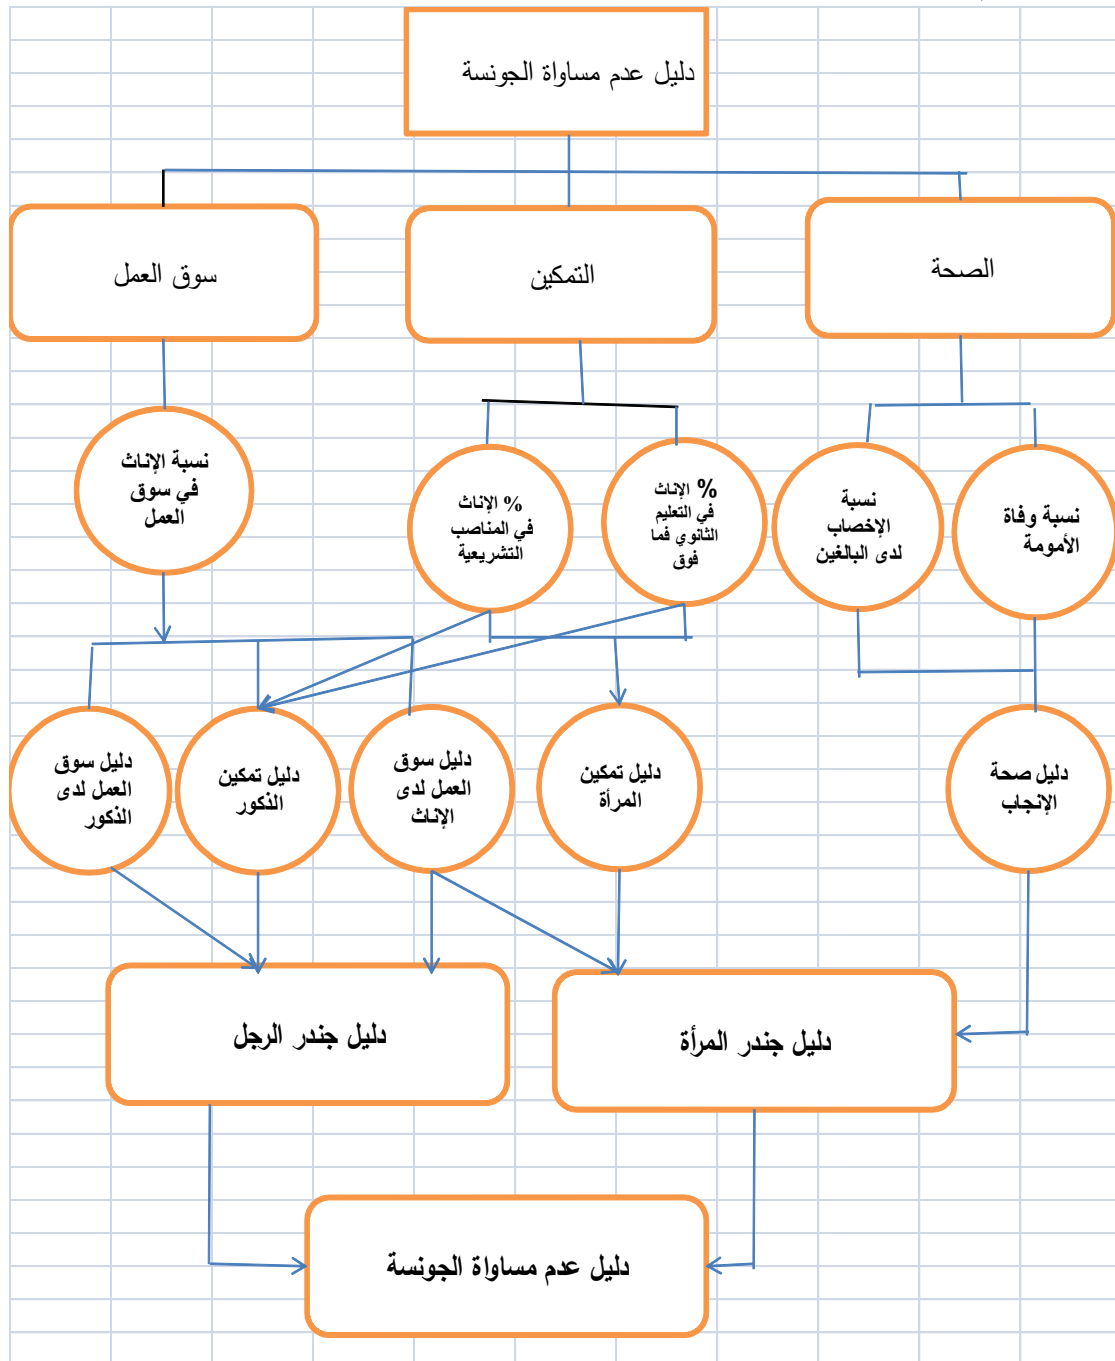 دليل عدم مساواة الجونسة
الصحة
التمكين
سوق العمل
نسبة وفاة
الأمومة
نسبة
الإخصاب
لدى البالغين
% الإناث
في التعليم
الثانوي فما
فوق
% الإناث
في المناصب
التشريعية
نسبة الإناث
في سوق
العمل
دليل صحة
الإنجاب
دليل تمكين
المرأة
دليل سوق
العمل لدى
الإناث
دليل تمكين
الذكور
دليل سوق
العمل لدى
الذكور
دليل جندر المرأة
دليل جندر الرجل
دليل عدم مساواة الجونسة